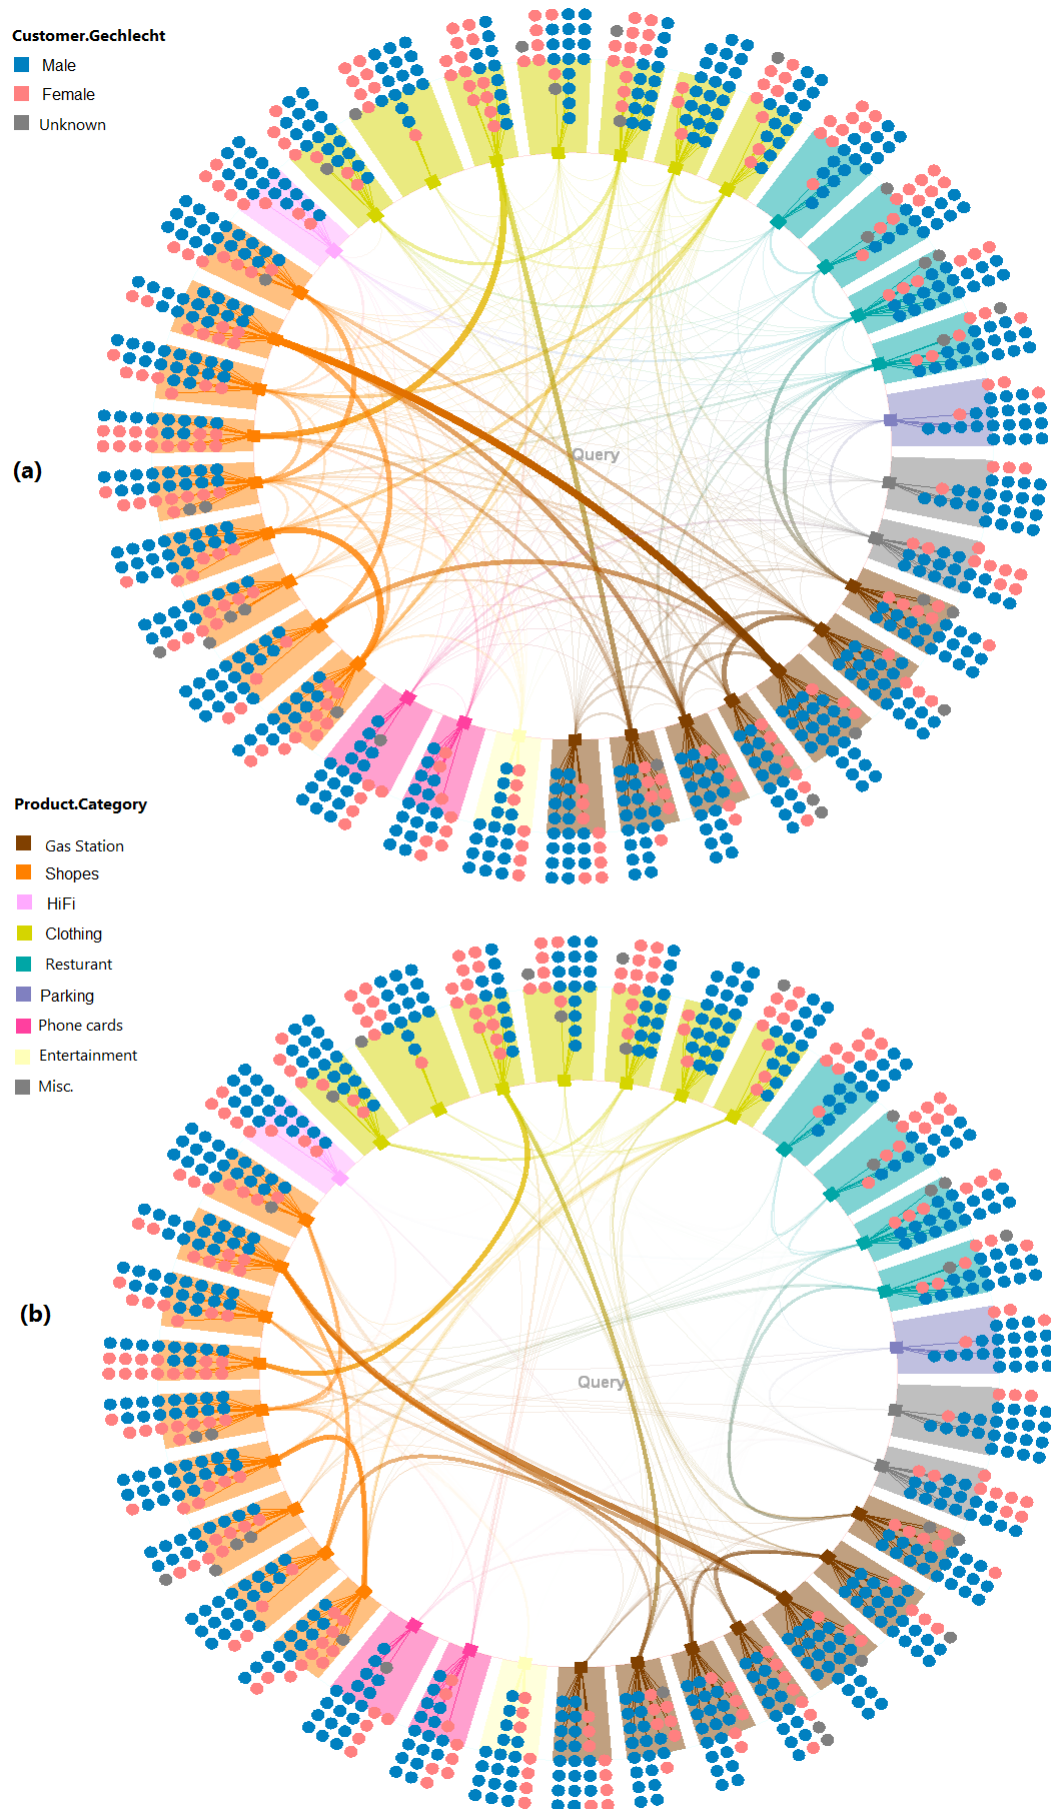 Customer.Gechlecht
Male
Female
Unknown
Query
(a)
Product.Category
Gas Station
Shopes
HiFi
Clothing
Resturant
Parking
Phone cards
Entertainment
Misc.
(b)
Query